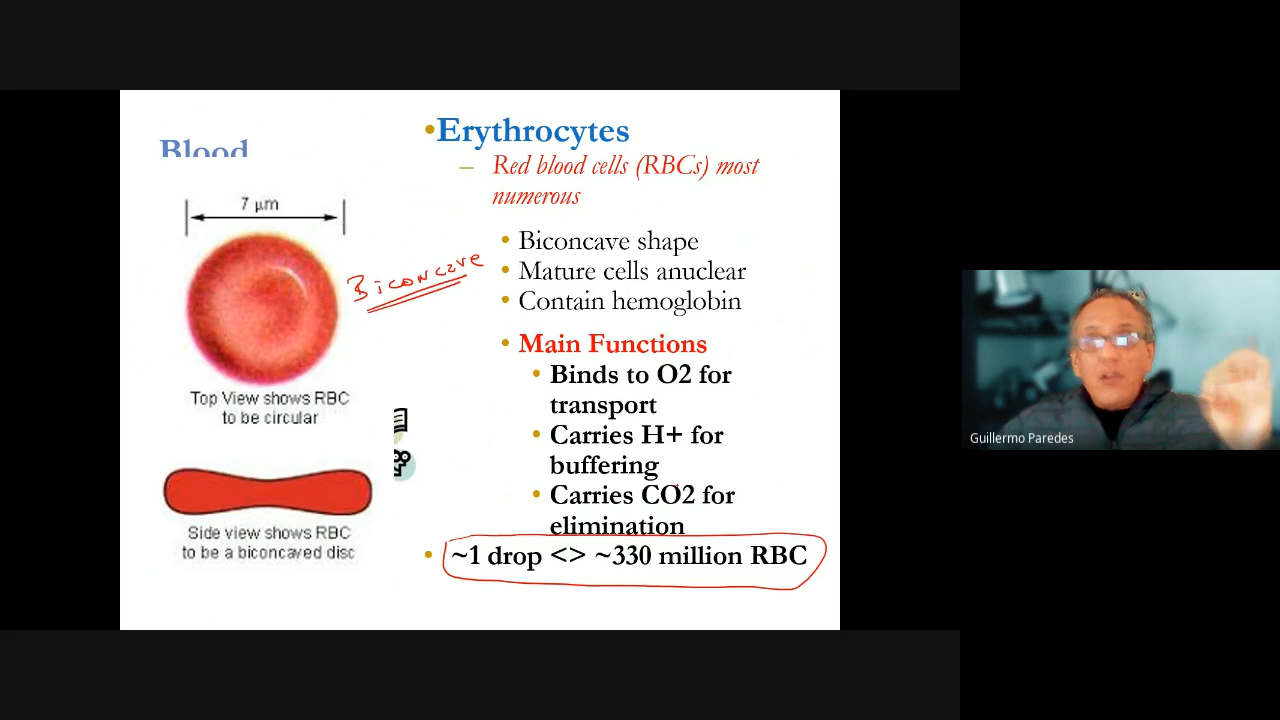 Blood
7 µm
Biconcave
Top View shows RBC
to be circular
Side view shows RBC
to be a biconcaved disc
•Erythrocytes
– Red blood cells (RBCs) most
numerous
• Biconcave shape
• Mature cells anuclear
• Contain hemoglobin
• Main Functions
• Binds to O2 for
transport
• Carries H+ for
buffering
• Carries CO2 for
elimination
• ~1 drop <> ~330 million RBC
Guillermo Paredes